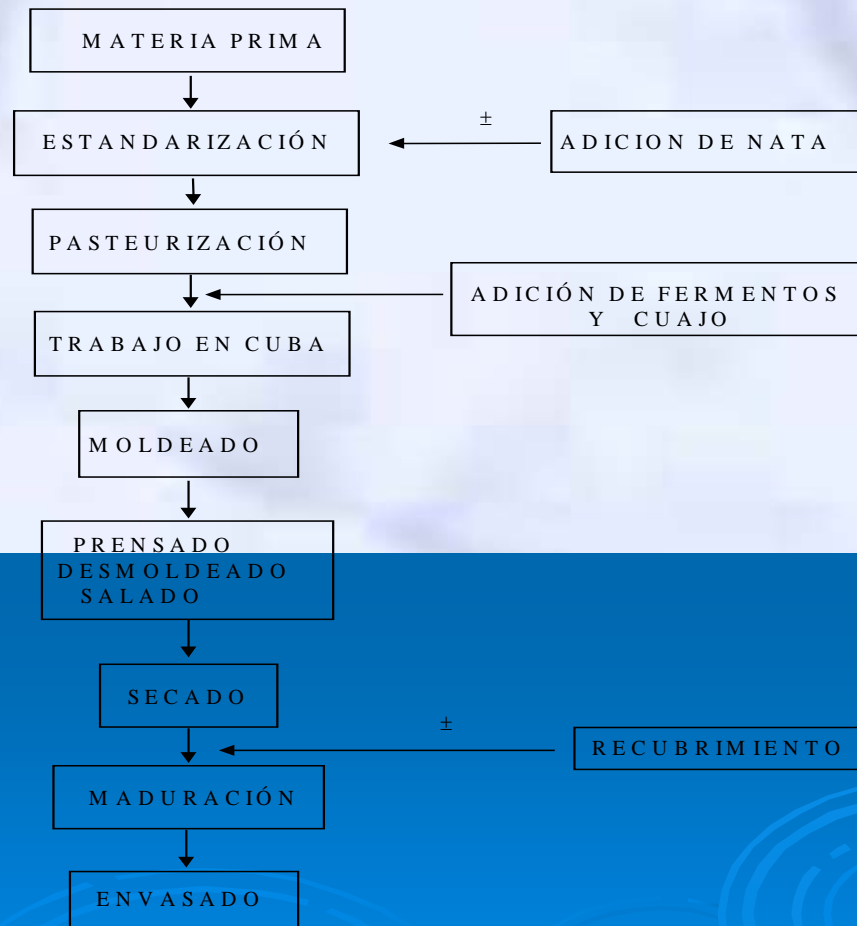 MATERIA PRIMA
ESTANDARIZACIÓN
±
ADICION DE NATA
PASTEURIZACIÓN
ADICIÓN DE FERMENTOS
Y CUAJO
TRABAJO EN CUBA
MOLDEADO
PRENSADO
DESMOLDEADO
SALADO
SECADO
±
RECUBRIMIENTO
MADURACIÓN
ENVASADO